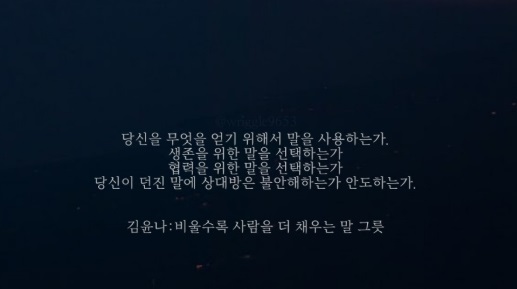 당신을 무엇을 얻기 위해서 말을 사용하는가.
생존을 위한 말을 선택하는가
협력을 위한 말을 선택하는가
당신이 던진 말에 상대방은 불안해하는가 안도하는가.
김윤나:비울수록 사람을 더 채우는 말 그릇